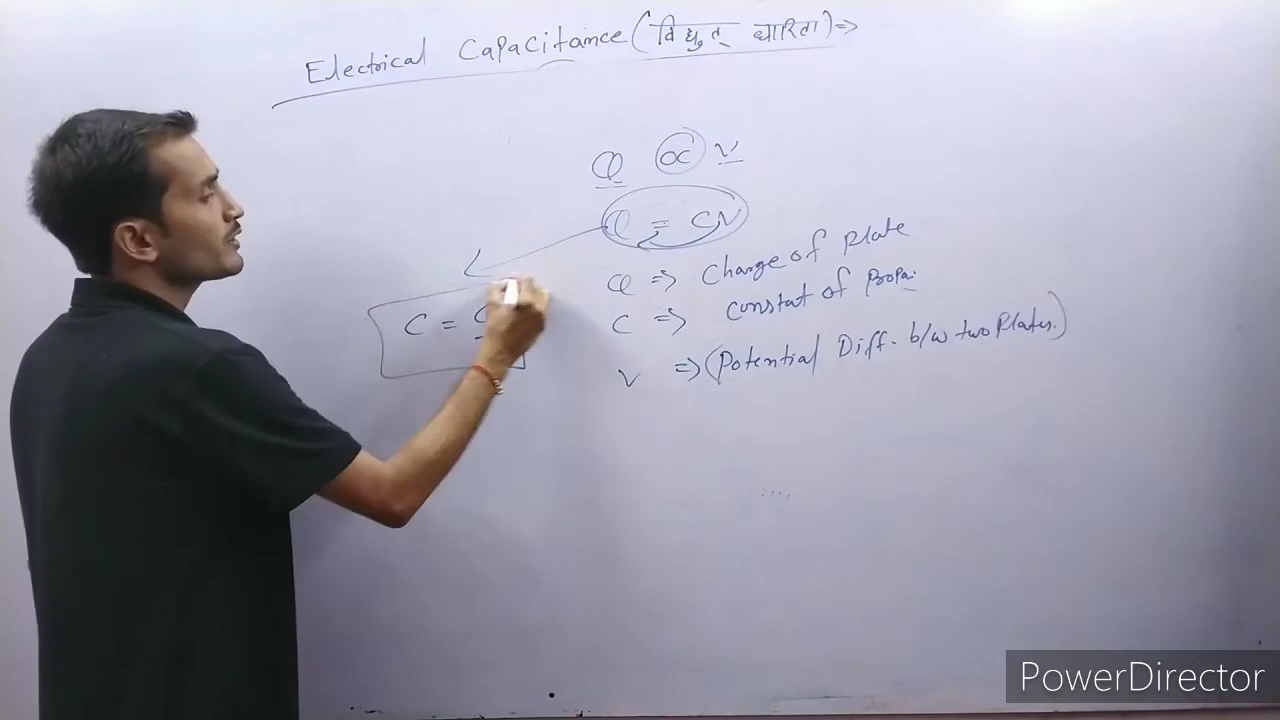 Electrical Capacitance (विद्युत् धारिता) =>
Q ∝ V
Q = CV
Q => Charge of Plate
C => constat of Propo.
V => (Potential Diff. b/w two Plates.)
C =
PowerDirector